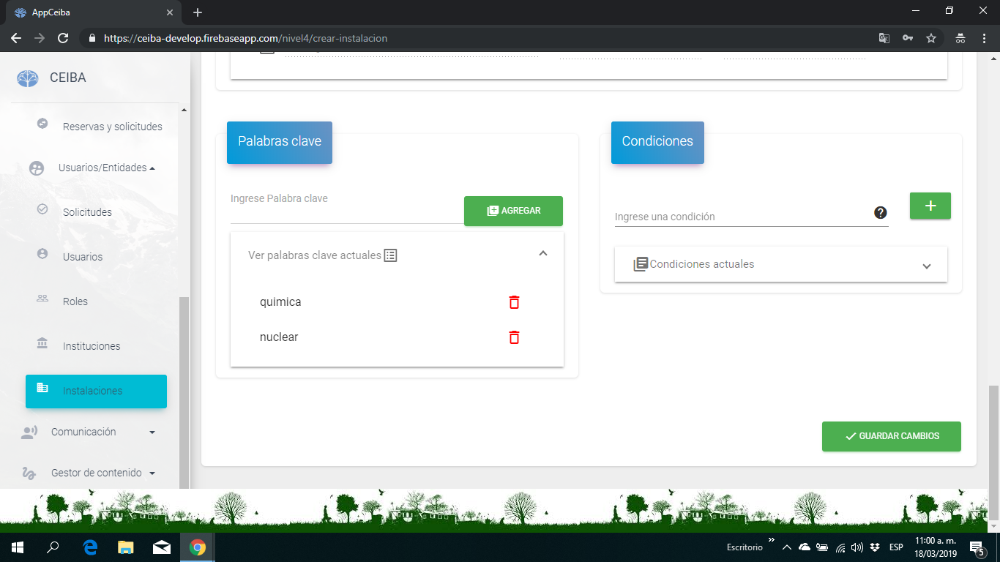 AppCeiba
https://ceiba-develop.firebaseapp.com/nivel4/crear-instalacion
CEIBA
Reservas y solicitudes
Usuarios/Entidades
Solicitudes
Usuarios
Roles
Instituciones
Instalaciones
Comunicación
Gestor de contenido
Palabras clave
Ingrese Palabra clave
AGREGAR
Ver palabras clave actuales
quimica
nuclear
Condiciones
Ingrese una condición
Condiciones actuales
GUARDAR CAMBIOS
Escritorio
ESP
11:00 a. m.
18/03/2019
5